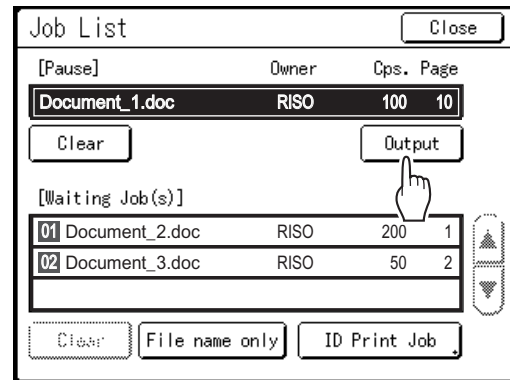 Job List Close
[Pause] Owner Cps. Page
Document_1.doc RISO 100 10
Clear Output
[Waiting Job(s)]
01 Document_2.doc RISO 200 1
02 Document_3.doc RISO 50 2
Clear File name only ID Print Job